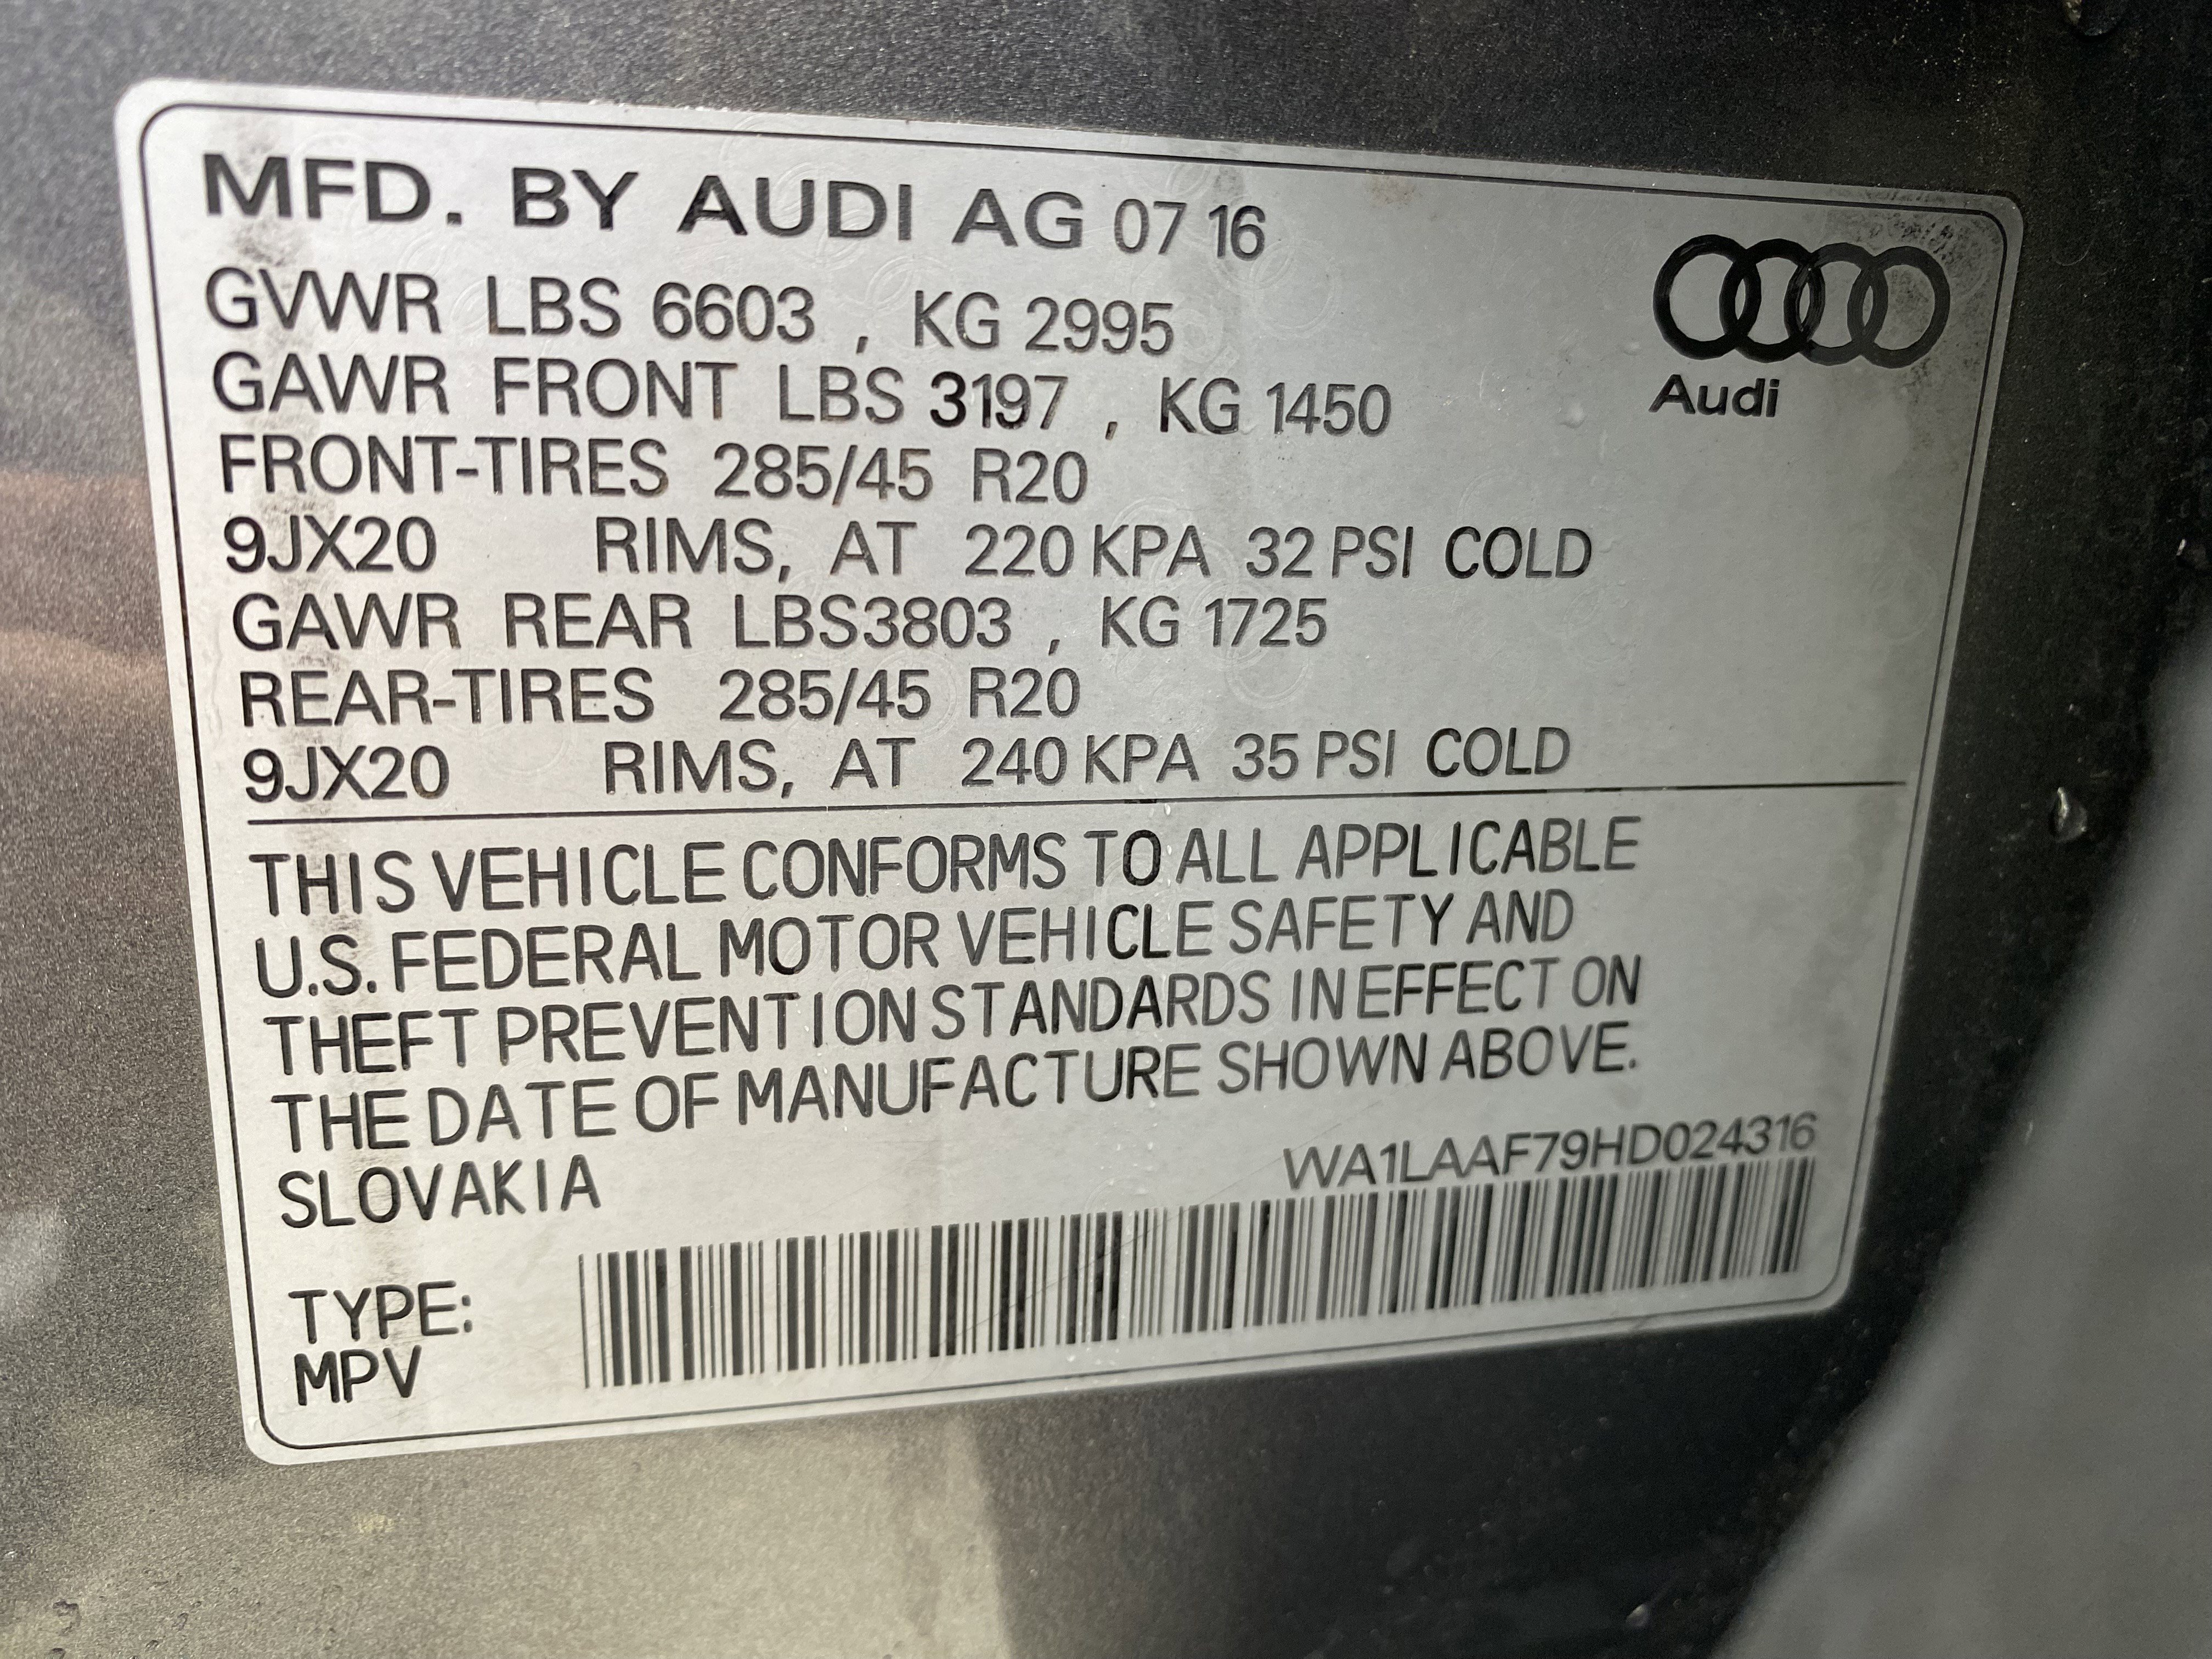 MFD. BY AUDI AG 07 16
GVWR LBS 6603 , KG 2995
GAWR FRONT LBS 3197 , KG 1450
Audi
FRONT-TIRES 285/45 R20
9JX20 RIMS, AT 220 KPA 32 PSI COLD
GAWR REAR LBS3803 , KG 1725
REAR-TIRES 285/45 R20
9JX20 RIMS, AT 240 KPA 35 PSI COLD
THIS VEHICLE CONFORMS TO ALL APPLICABLE
U.S. FEDERAL MOTOR VEHICLE SAFETY AND
THEFT PREVENTION STANDARDS IN EFFECT ON
THE DATE OF MANUFACTURE SHOWN ABOVE.
SLOVAKIA
WA1LAAF79HD024316
TYPE:
MPV